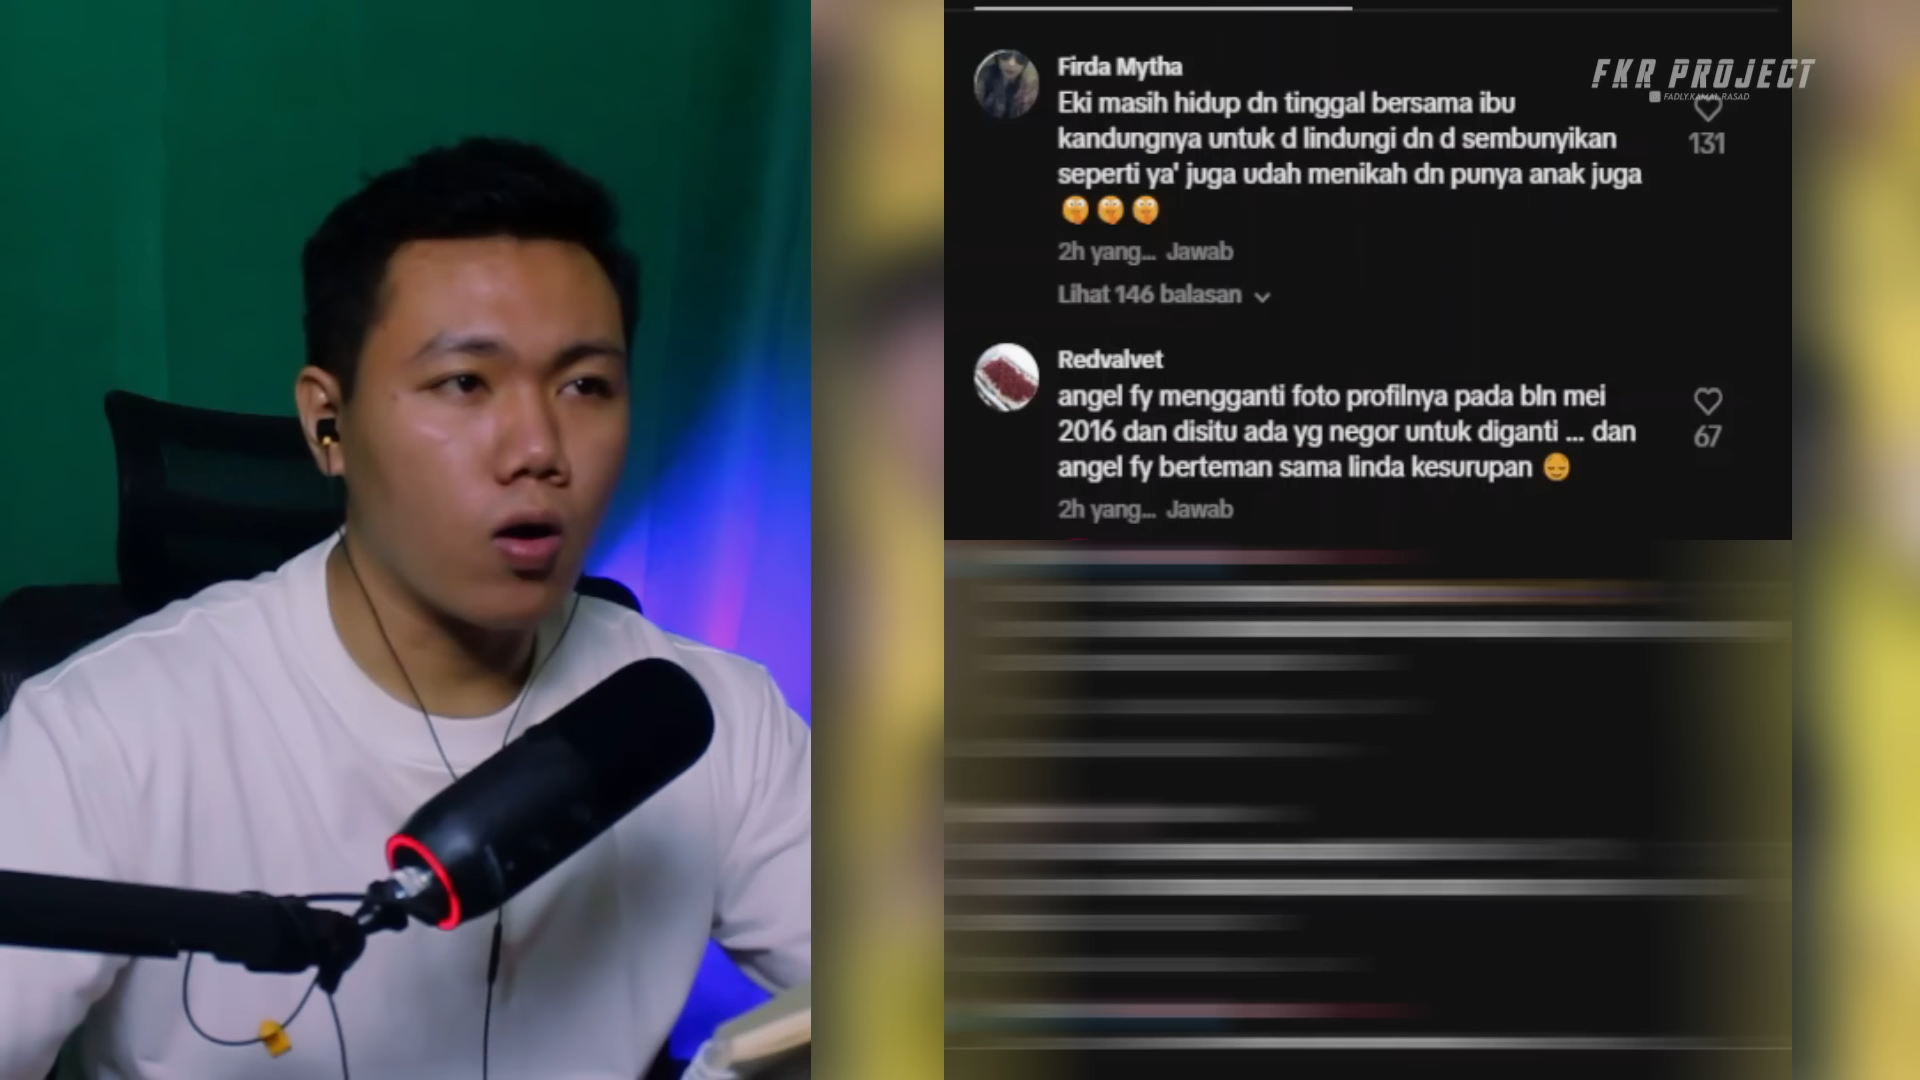 FKR PROJECT
FADLY.KAMAL.RASAD
Firda Mytha
Eki masih hidup dn tinggal bersama ibu
kandungnya untuk d lindungi dn d sembunyikan
seperti ya' juga udah menikah dn punya anak juga
🤪🤪🤪
2h yang... Jawab
131
Lihat 146 balasan
Redvalvet
angel fy mengganti foto profilnya pada bln mei
2016 dan disitu ada yg negor untuk diganti ... dan
angel fy berteman sama linda kesurupan 😔
2h yang... Jawab
67